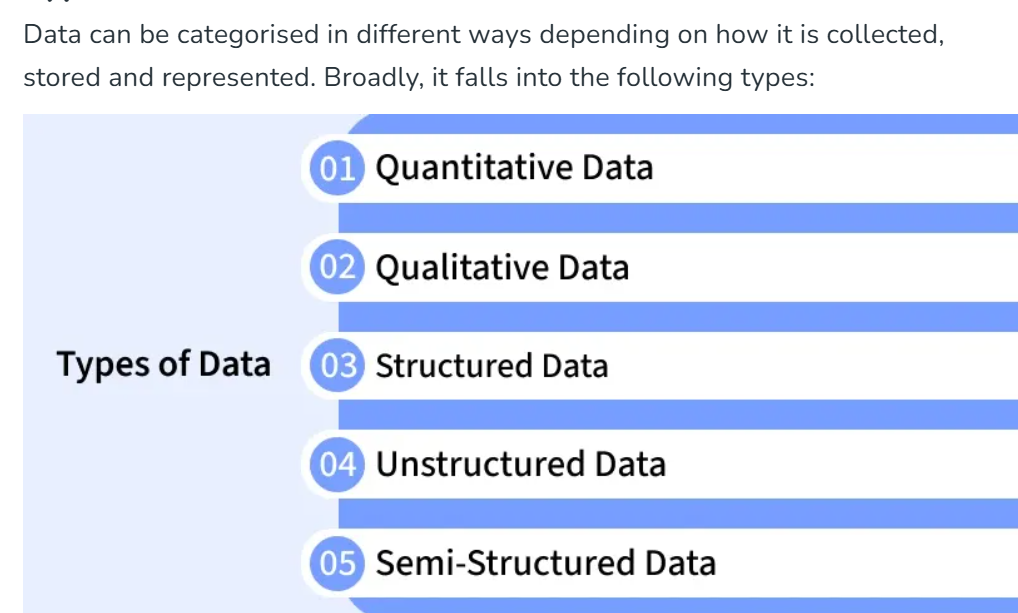 Data can be categorised in different ways depending on how it is collected,
stored and represented. Broadly, it falls into the following types:
01 Quantitative Data
02 Qualitative Data
Types of Data
03 Structured Data
04 Unstructured Data
05 Semi-Structured Data